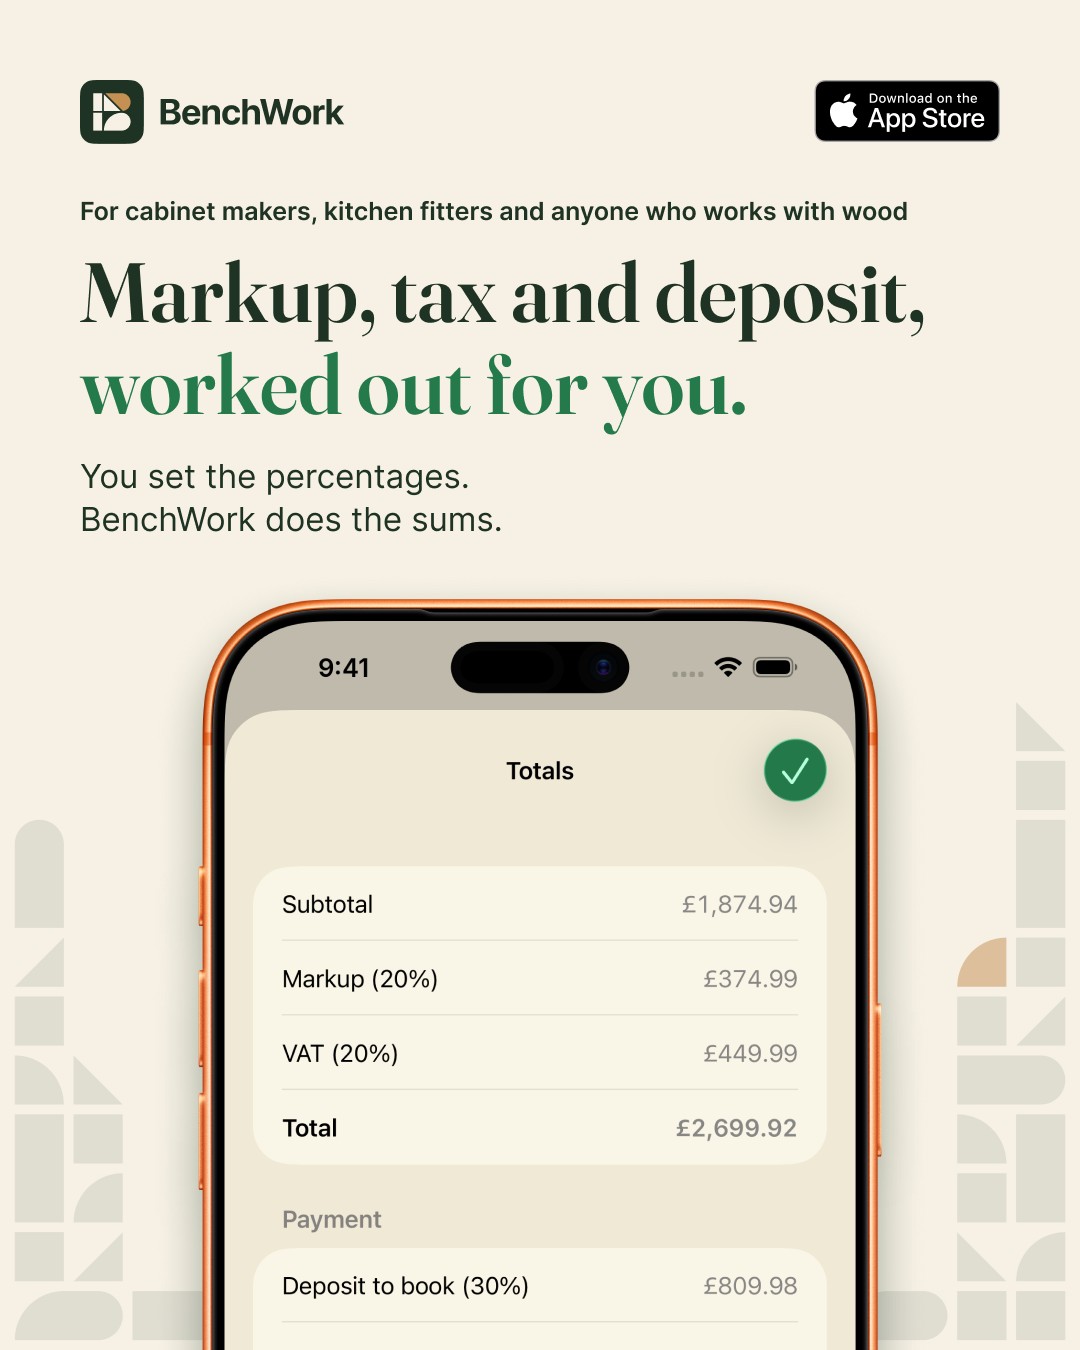 BenchWork
Download on the
App Store
For cabinet makers, kitchen fitters and anyone who works with wood
Markup, tax and deposit,
worked out for you.
You set the percentages.
BenchWork does the sums.
9:41
Totals
Subtotal £1,874.94
Markup (20%) £374.99
VAT (20%) £449.99
Total £2,699.92
Payment
Deposit to book (30%) £809.98